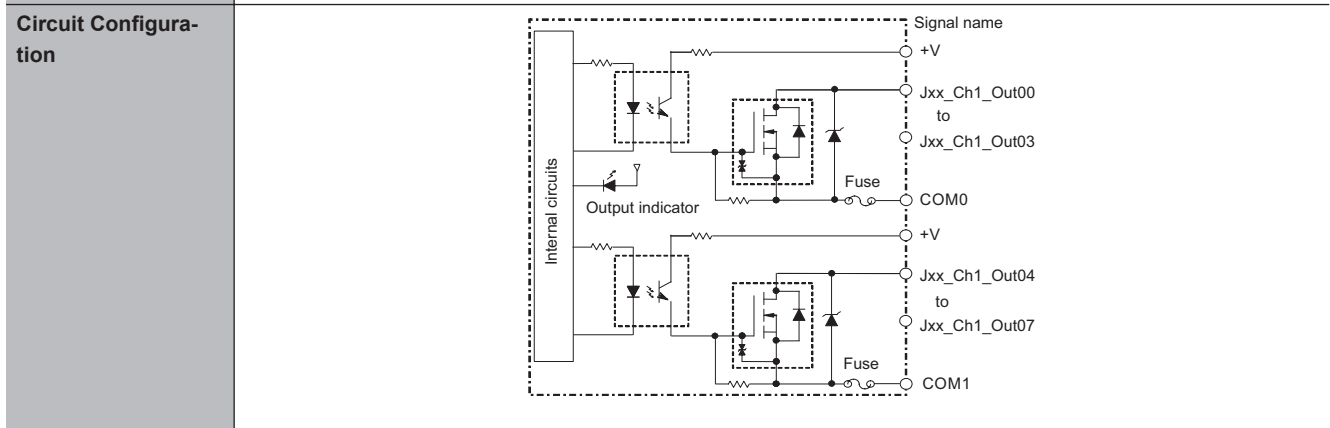 Circuit Configura-
tion
Signal name
+V
Jxx_Ch1_Out00
to
Jxx_Ch1_Out03
Fuse
COM0
Internal circuits
Output indicator
+V
Jxx_Ch1_Out04
to
Jxx_Ch1_Out07
Fuse
COM1